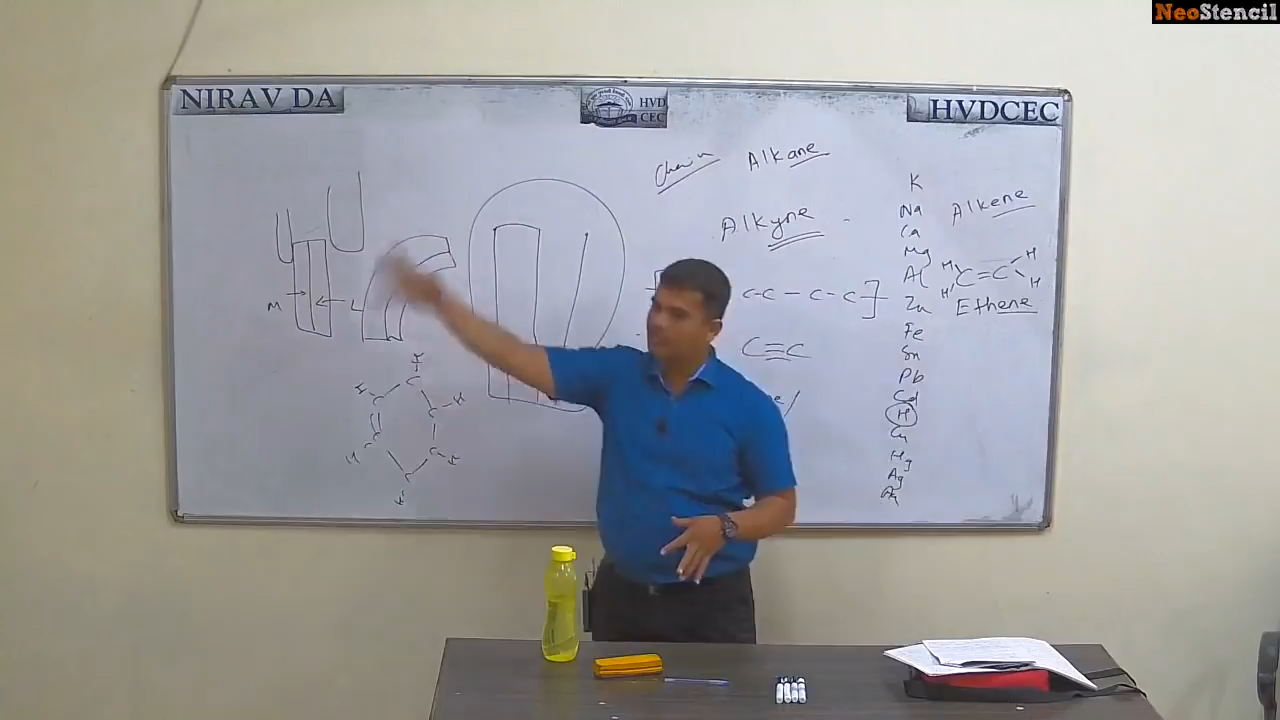 NeoStencil
NIRAV DA
HVD
CEC
HVDCEC
Chain
Alkane
Alkyne
Alkene
M
L
C-C-C-C]
C≡C
K
Na
Ca
Mg
Al
Zn
Fe
Sn
Pb
Cd
H
Cu
Hg
Ag
H H
C=C
H H
Ethene
H
C
H C C H
H C C H
C
H